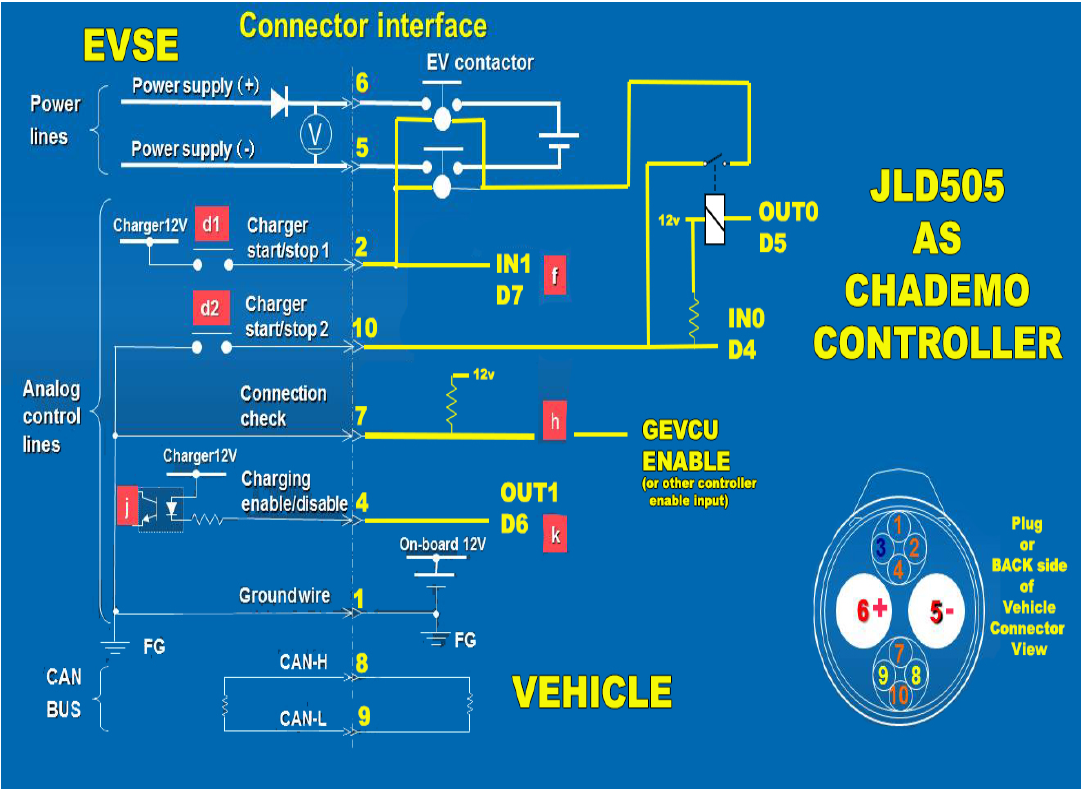 Connector interface
EVSE
EV contactor
Power supply (+)
6
Power
lines
V
Power supply (-)
5
JLD505
AS
CHADEMO
CONTROLLER
12v
OUT0
D5
Charger12V
d1
Charger
start/stop 1
2
IN1
D7
f
d2
Charger
start/stop 2
10
IN0
D4
Analog
control
lines
Connection
check
7
12v
h
GEVCU
ENABLE
(or other controller
enable input)
Charger12V
j
Charging
enable/disable
4
OUT1
D6
k
On-board 12V
Ground wire
1
FG
FG
CAN
BUS
CAN-H
8
CAN-L
9
VEHICLE
1
3
2
4
6+
5-
7
9
8
10
Plug
or
BACK side
of
Vehicle
Connector
View